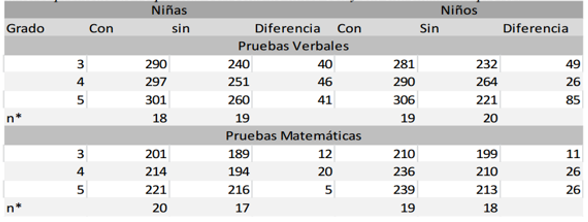 Niñas Niños
Grado Con sin Diferencia Con Sin Diferencia
Pruebas Verbales
3 290 240 40 281 232 49
4 297 251 46 290 264 26
5 301 260 41 306 221 85
n* 18 19 19 20
Pruebas Matemáticas
3 201 189 12 210 199 11
4 214 194 20 236 210 26
5 221 216 5 239 213 26
n* 20 17 19 18